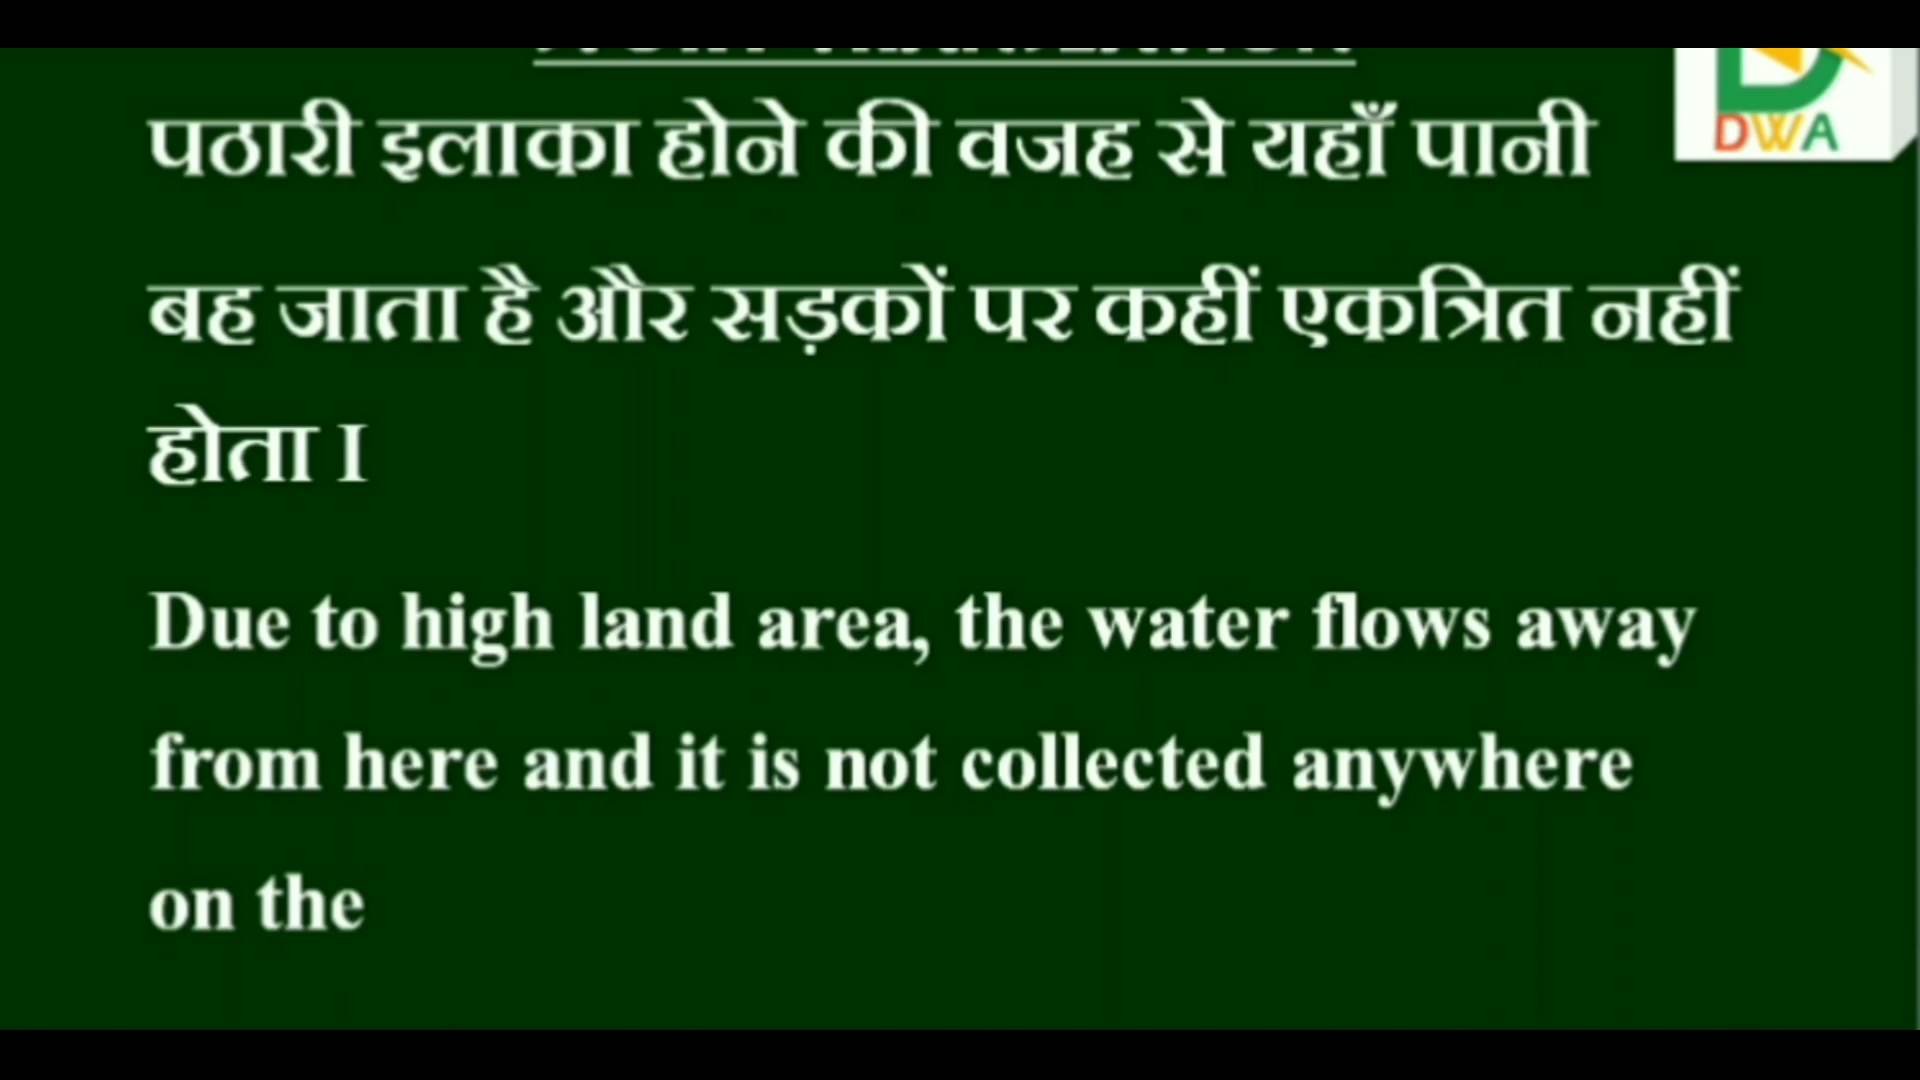 पठारी इलाका होने की वजह से यहाँ पानी
DWA
बह जाता है और सड़कों पर कहीं एकत्रित नहीं
होता I
Due to high land area, the water flows away
from here and it is not collected anywhere
on the